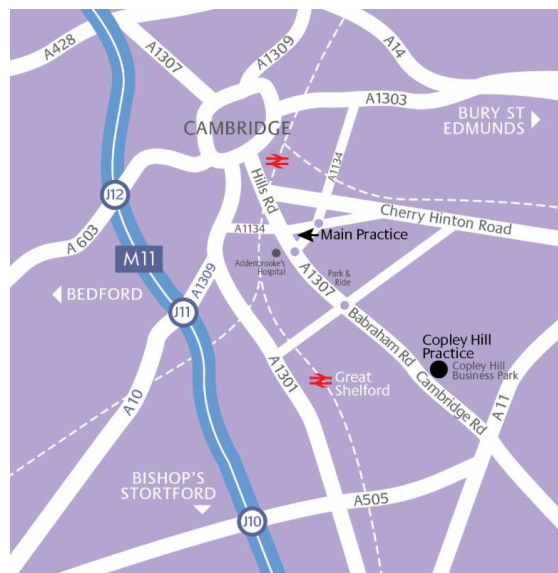 A428
A1307
A1309
A14
A1303
CAMBRIDGE
BURY ST
EDMUNDS
A1134
J12
Hills Rd
Cherry Hinton Road
A 603
A1134
Main Practice
M11
Addenbrooke's
Hospital
A1307
Park &
Ride
A1309
BEDFORD
J11
Babraham Rd
Copley Hill
Practice
Copley Hill
Business Park
A1301
Great
Shelford
Cambridge Rd
A10
A 11
BISHOP'S
STORTFORD
A505
J10